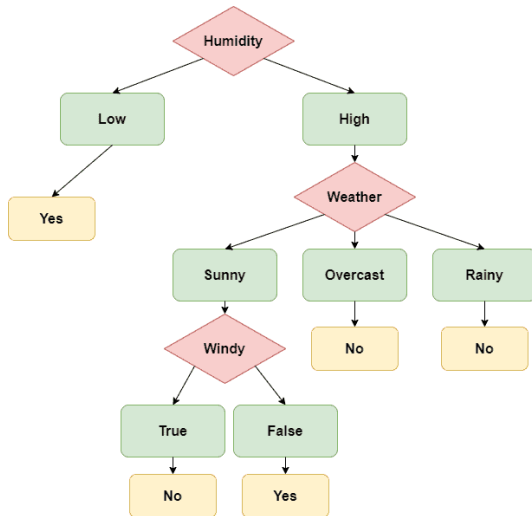 Humidity
Low
High
Yes
Weather
Sunny
Overcast
Rainy
Windy
No
No
True
False
No
Yes